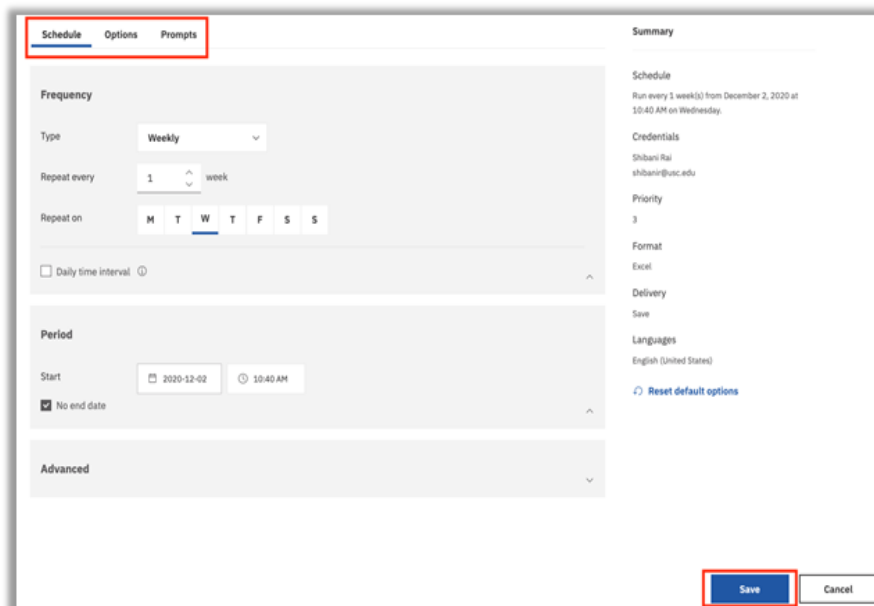 Schedule Options Prompts
Frequency
Type Weekly
Repeat every 1 week
Repeat on M T W T F S S
Daily time interval
Period
Start 2020-12-02 10:40 AM
No end date
Advanced
Summary
Schedule
Run every 1 week(s) from December 2, 2020 at
10:40 AM on Wednesday.
Credentials
Shibani Rai
shibanir@usc.edu
Priority
3
Format
Excel
Delivery
Save
Languages
English (United States)
Reset default options
Save Cancel